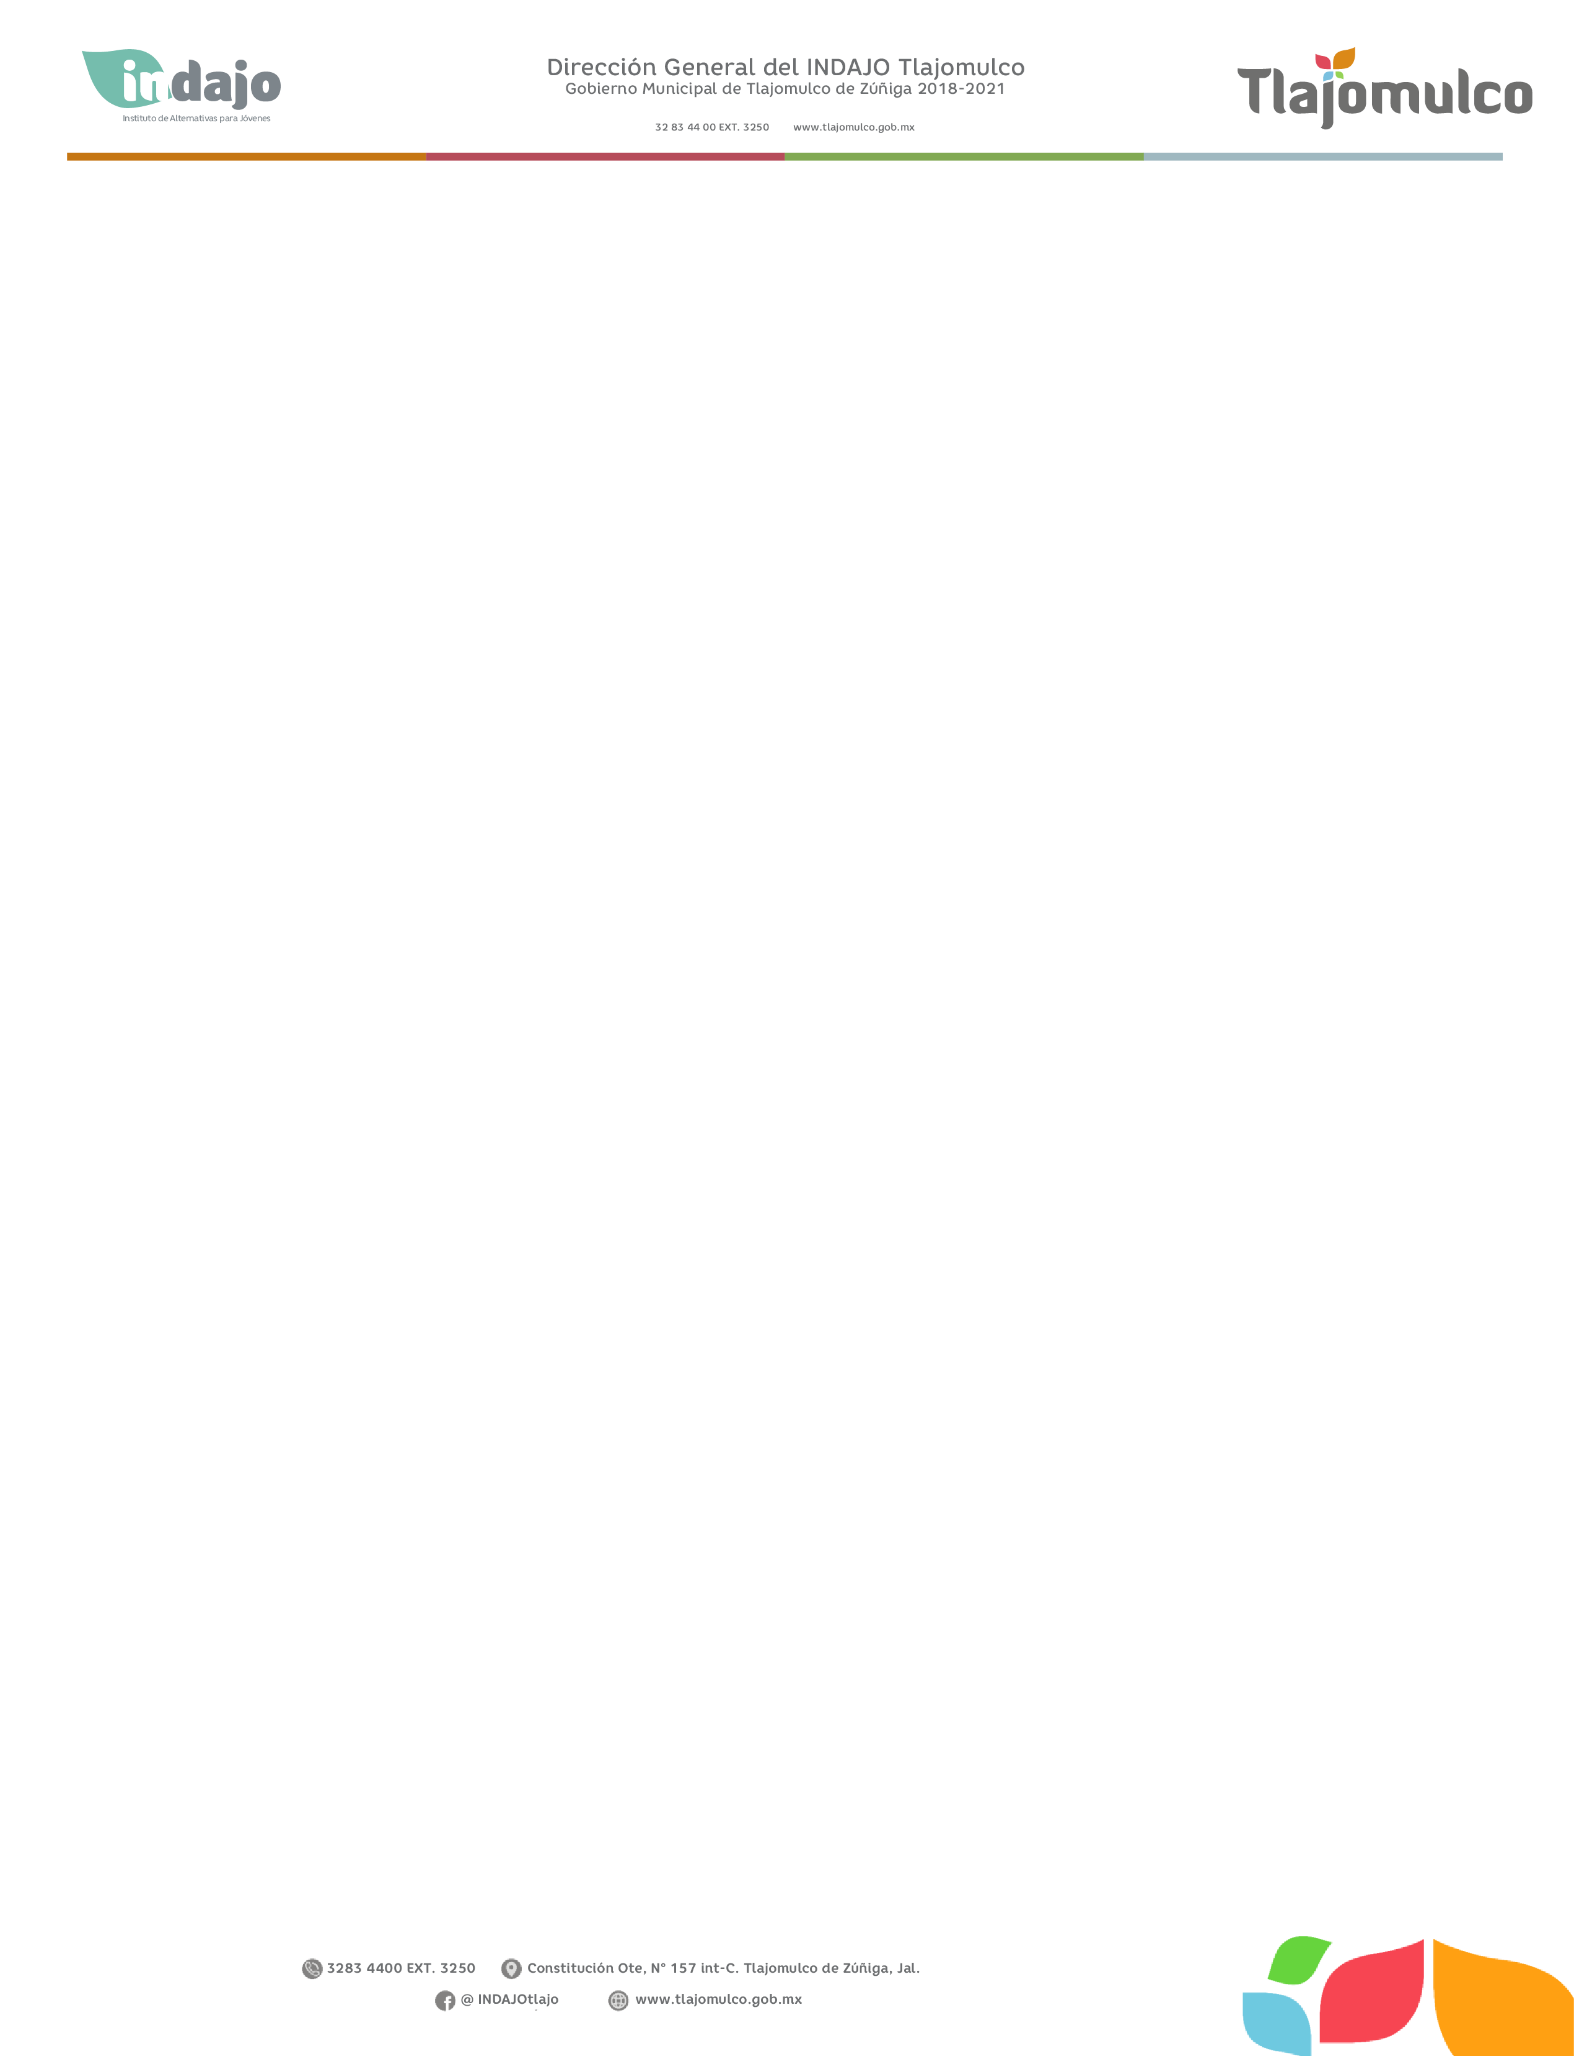 indajo
Instituto de Alternativas para Jóvenes
Dirección General del INDAJO Tlajomulco
Gobierno Municipal de Tlajomulco de Zúñiga 2018-2021
32 83 44 00 EXT. 3250 www.tlajomulco.gob.mx
Tlajomulco
3283 4400 EXT. 3250 Constitución Ote, N° 157 int-C. Tlajomulco de Zúñiga, Jal.
@ INDAJOtlajo www.tlajomulco.gob.mx